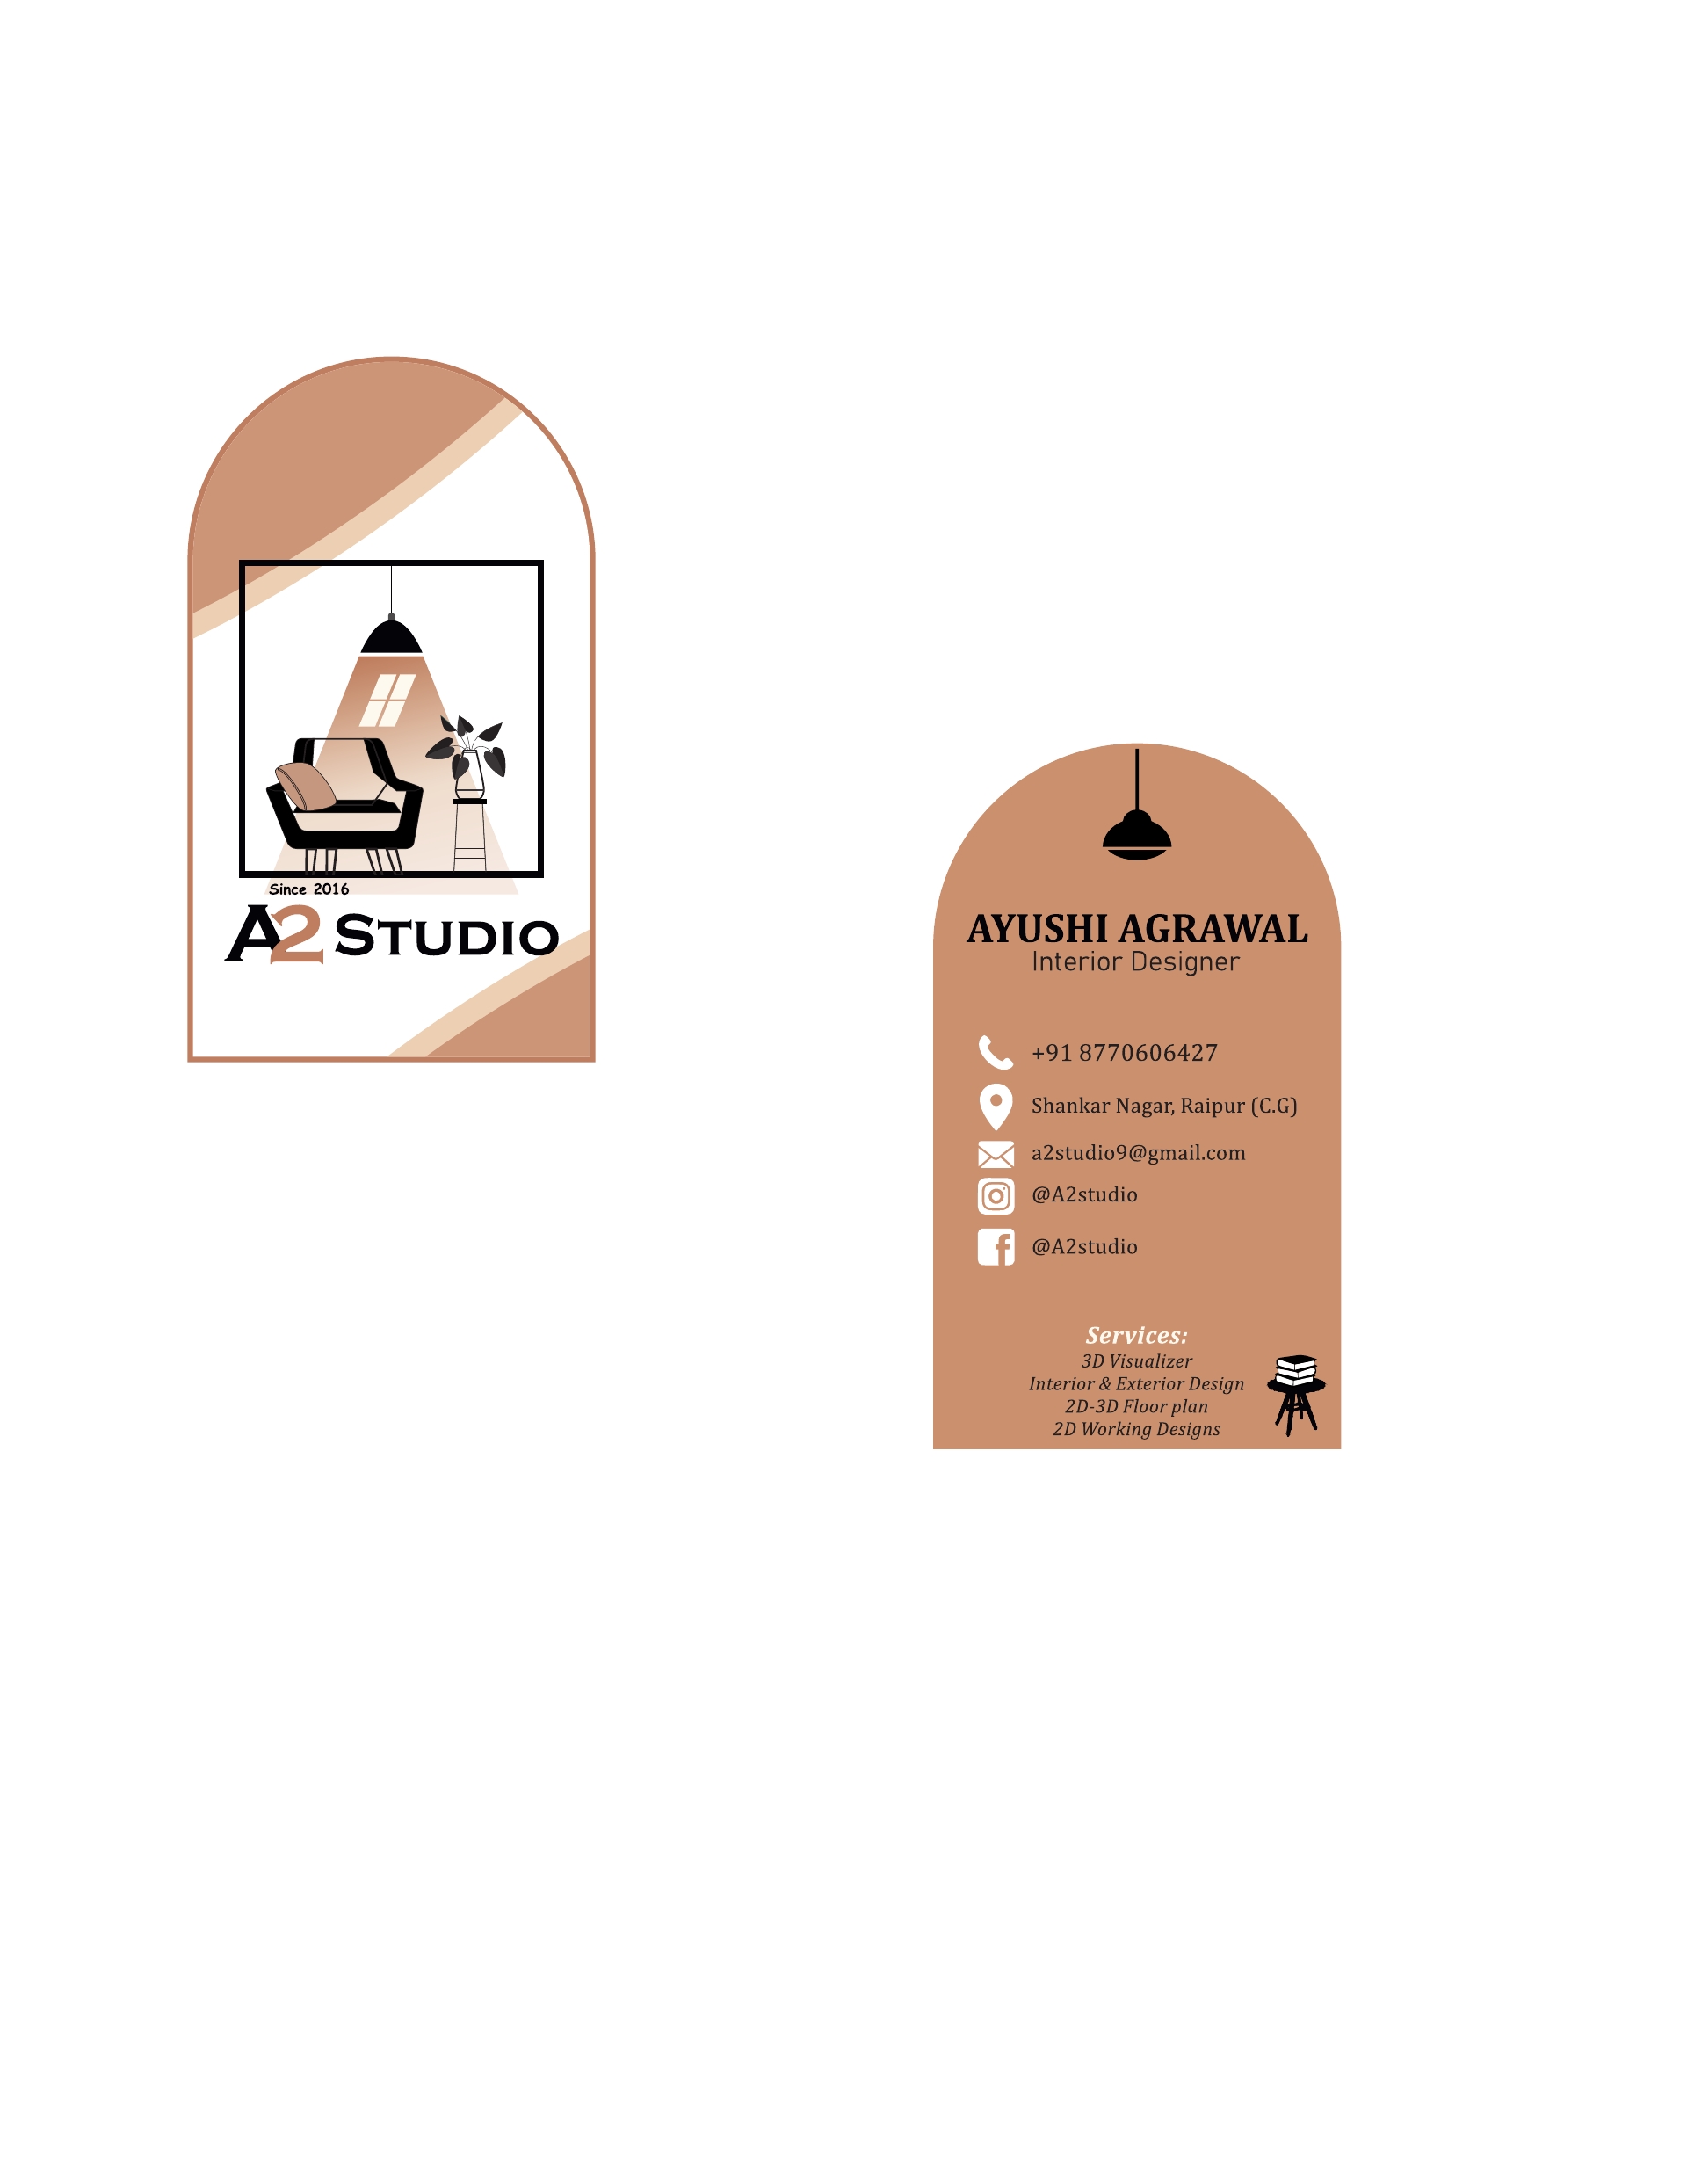 Since 2016
A2 STUDIO
AYUSHI AGRAWAL
Interior Designer
+91 8770606427
Shankar Nagar, Raipur (C.G)
a2studio9@gmail.com
@A2studio
@A2studio
Services:
3D Visualizer
Interior & Exterior Design
2D-3D Floor plan
2D Working Designs